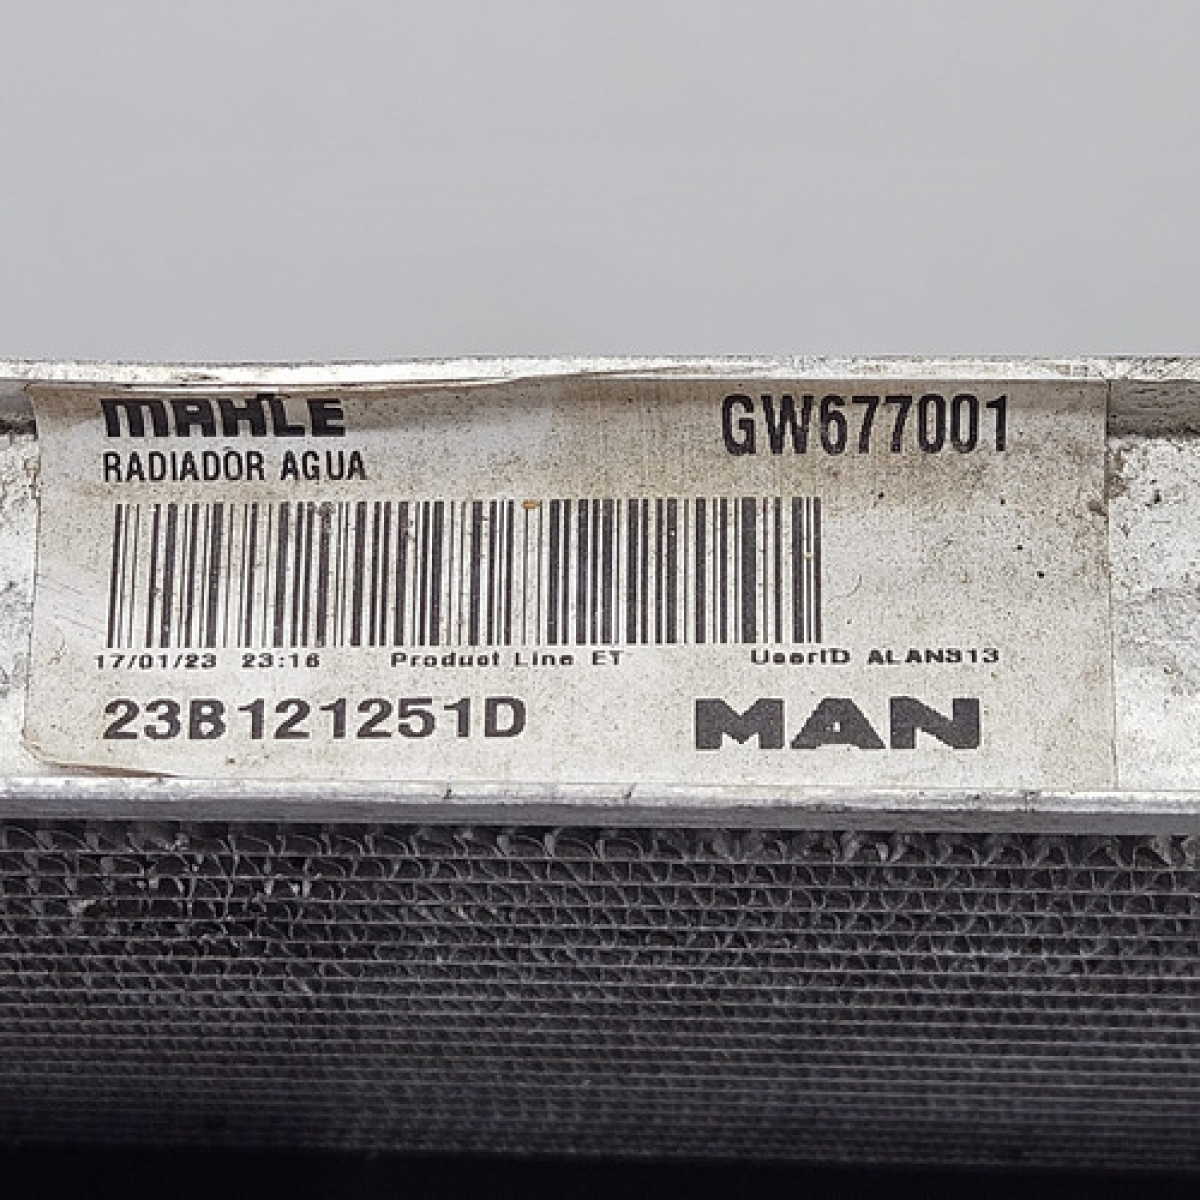 MAHLE GW677001
RADIADOR AGUA
17/01/23 23:16 Product Line ET UserID ALAN313
23B121251D MAN